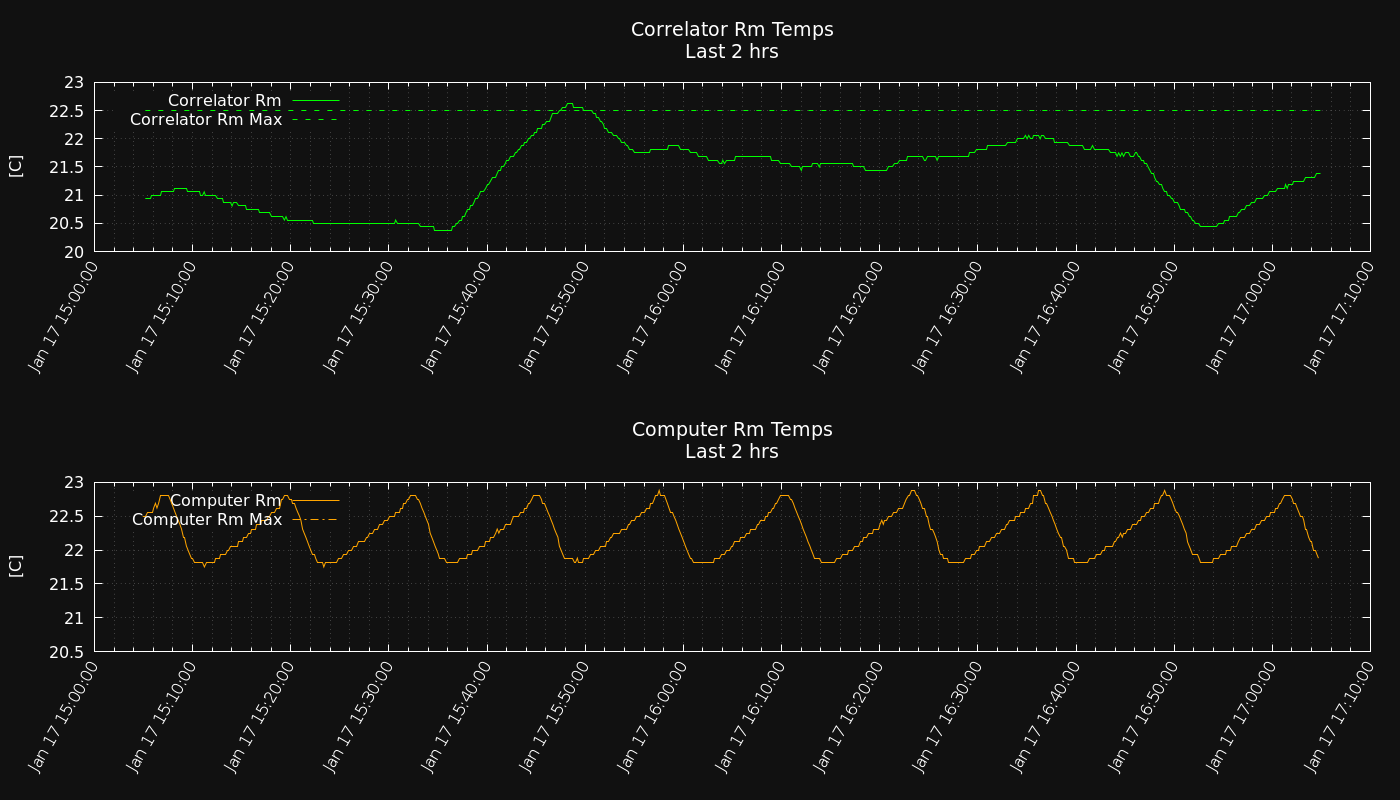 Correlator Rm Temps
Last 2 hrs
23
22.5
22
21.5
21
20.5
20
[C]
Correlator Rm
Correlator Rm Max
Jan 17 15:00:00
Jan 17 15:10:00
Jan 17 15:20:00
Jan 17 15:30:00
Jan 17 15:40:00
Jan 17 15:50:00
Jan 17 16:00:00
Jan 17 16:10:00
Jan 17 16:20:00
Jan 17 16:30:00
Jan 17 16:40:00
Jan 17 16:50:00
Jan 17 17:00:00
Jan 17 17:10:00
Computer Rm Temps
Last 2 hrs
23
22.5
22
21.5
21
20.5
[C]
Computer Rm
Computer Rm Max
Jan 17 15:00:00
Jan 17 15:10:00
Jan 17 15:20:00
Jan 17 15:30:00
Jan 17 15:40:00
Jan 17 15:50:00
Jan 17 16:00:00
Jan 17 16:10:00
Jan 17 16:20:00
Jan 17 16:30:00
Jan 17 16:40:00
Jan 17 16:50:00
Jan 17 17:00:00
Jan 17 17:10:00